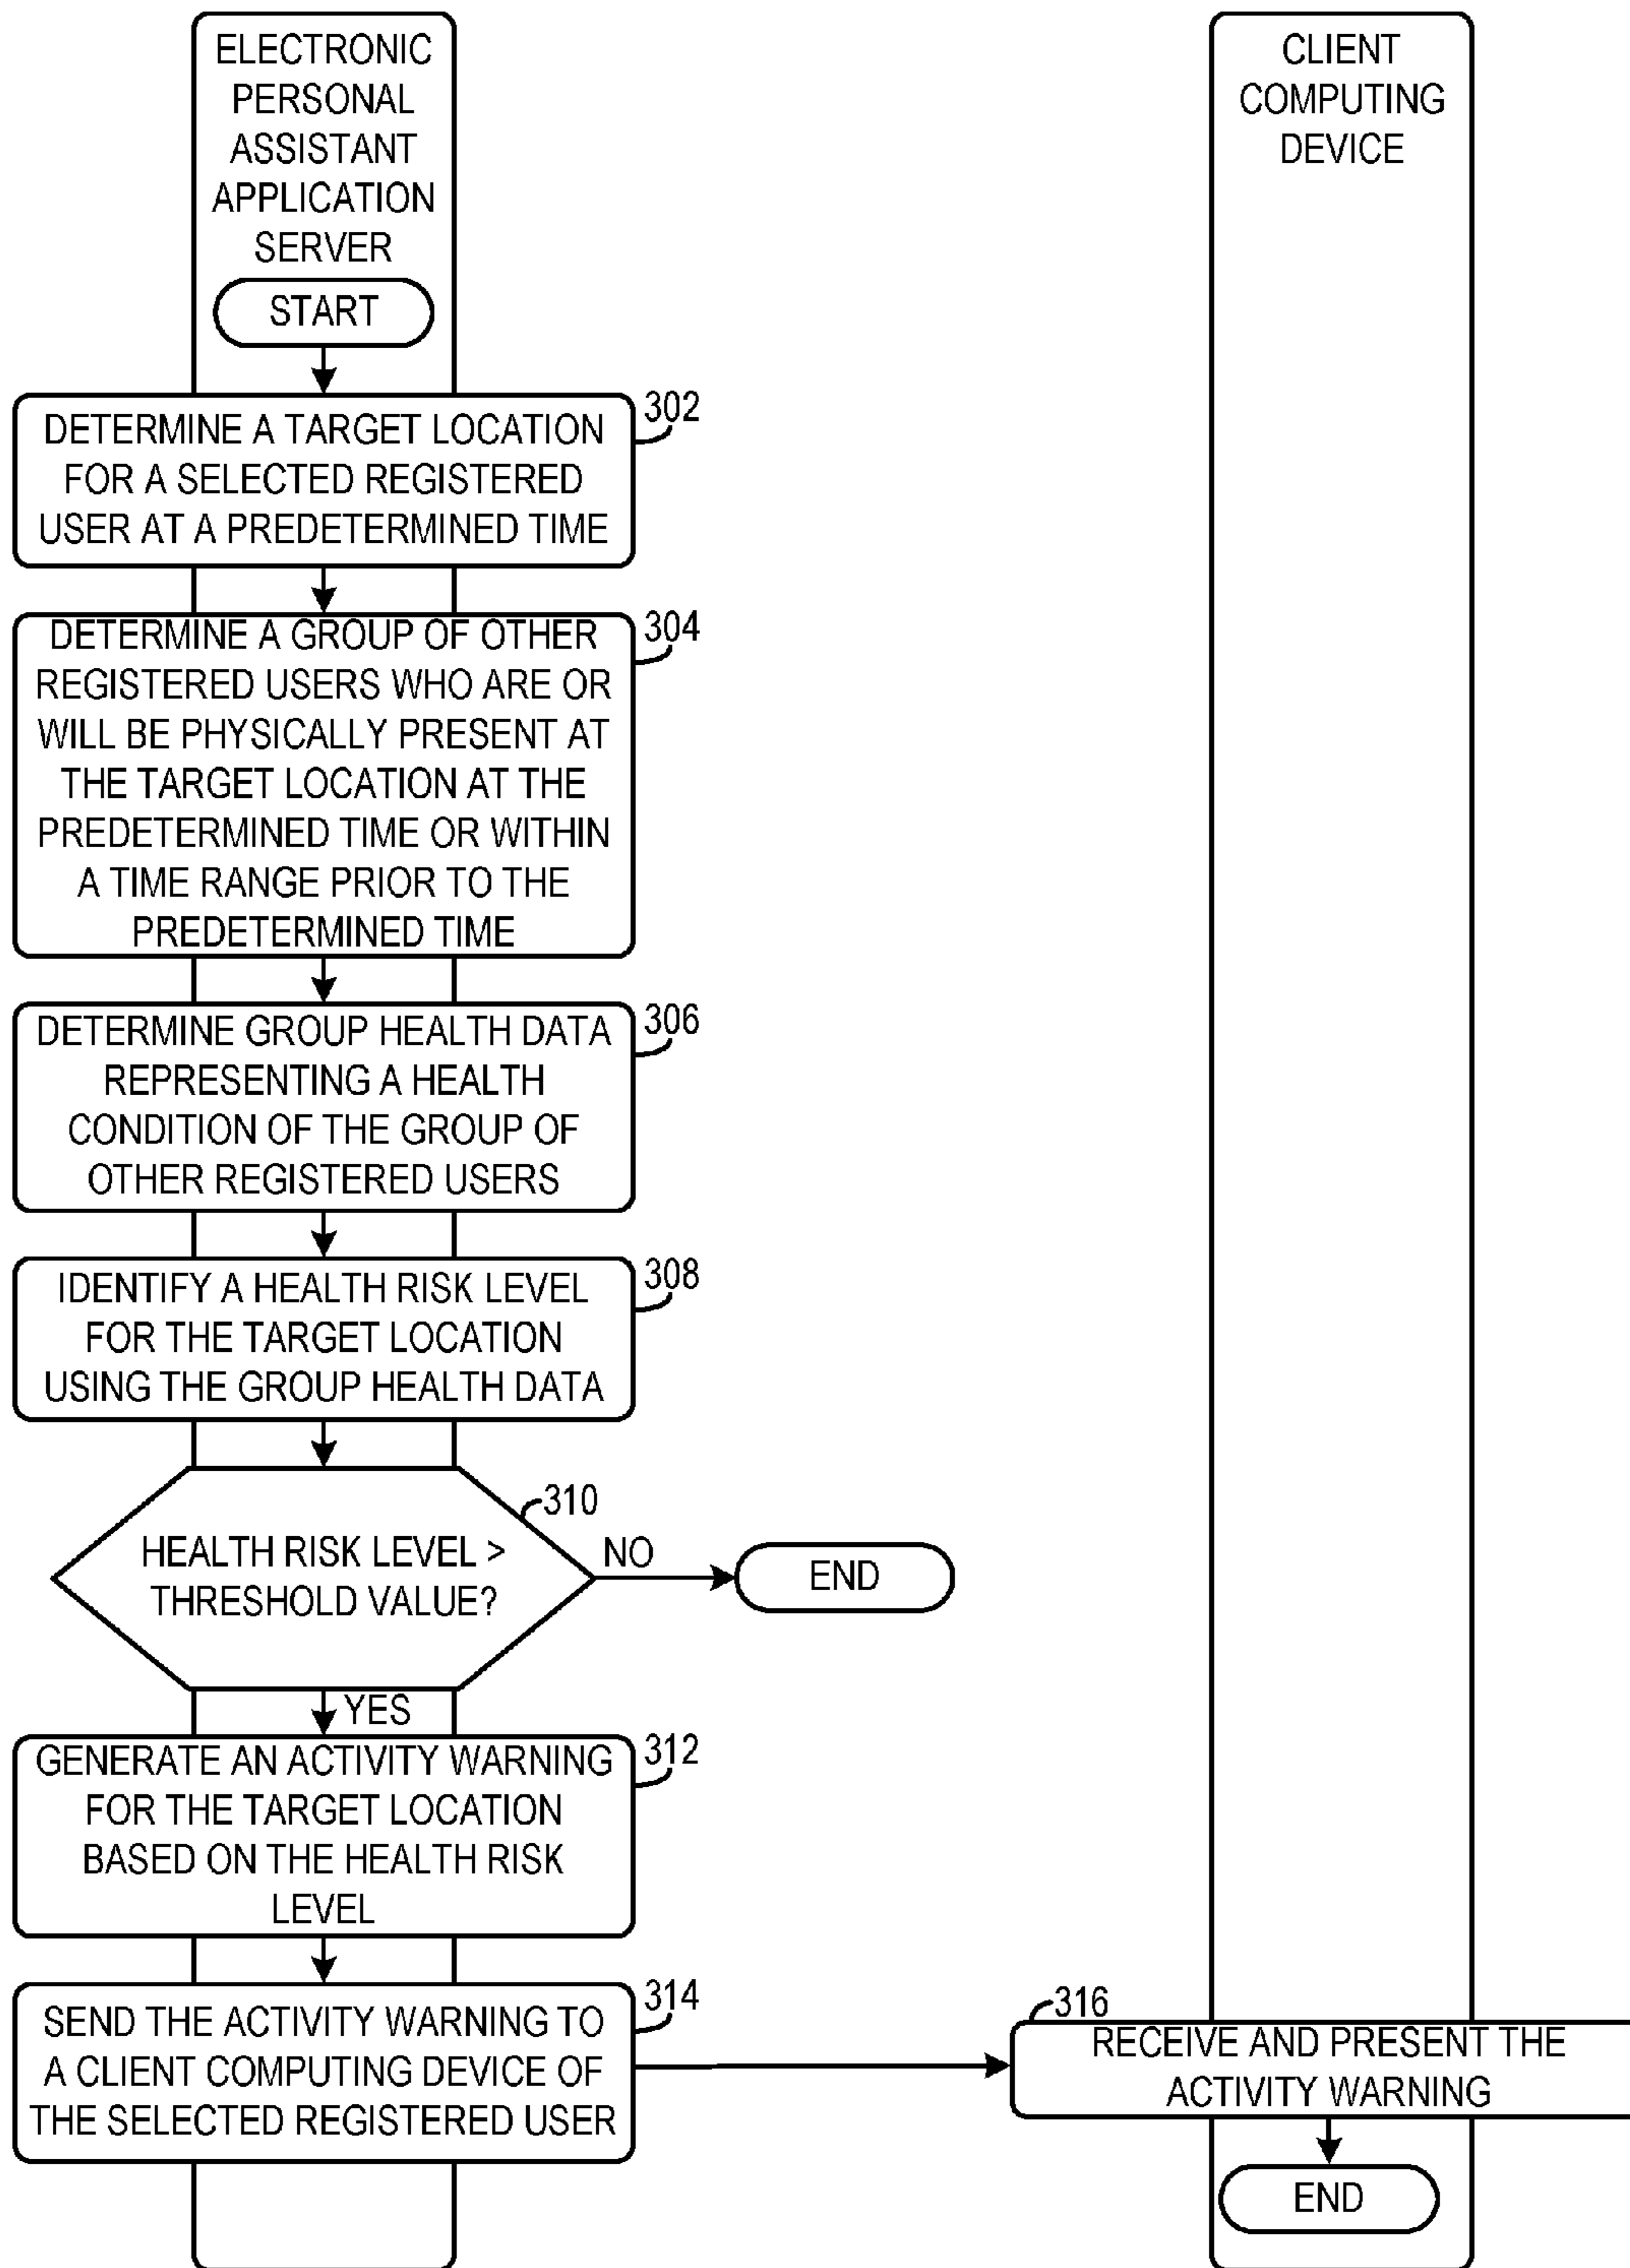 ELECTRONIC
PERSONAL
ASSISTANT
APPLICATION
SERVER
START
302
DETERMINE A TARGET LOCATION
FOR A SELECTED REGISTERED
USER AT A PREDETERMINED TIME
304
DETERMINE A GROUP OF OTHER
REGISTERED USERS WHO ARE OR
WILL BE PHYSICALLY PRESENT AT
THE TARGET LOCATION AT THE
PREDETERMINED TIME OR WITHIN
A TIME RANGE PRIOR TO THE
PREDETERMINED TIME
306
DETERMINE GROUP HEALTH DATA
REPRESENTING A HEALTH
CONDITION OF THE GROUP OF
OTHER REGISTERED USERS
308
IDENTIFY A HEALTH RISK LEVEL
FOR THE TARGET LOCATION
USING THE GROUP HEALTH DATA
310
HEALTH RISK LEVEL >
THRESHOLD VALUE?
NO
END
YES
312
GENERATE AN ACTIVITY WARNING
FOR THE TARGET LOCATION
BASED ON THE HEALTH RISK
LEVEL
314
SEND THE ACTIVITY WARNING TO
A CLIENT COMPUTING DEVICE OF
THE SELECTED REGISTERED USER
CLIENT
COMPUTING
DEVICE
316
RECEIVE AND PRESENT THE
ACTIVITY WARNING
END